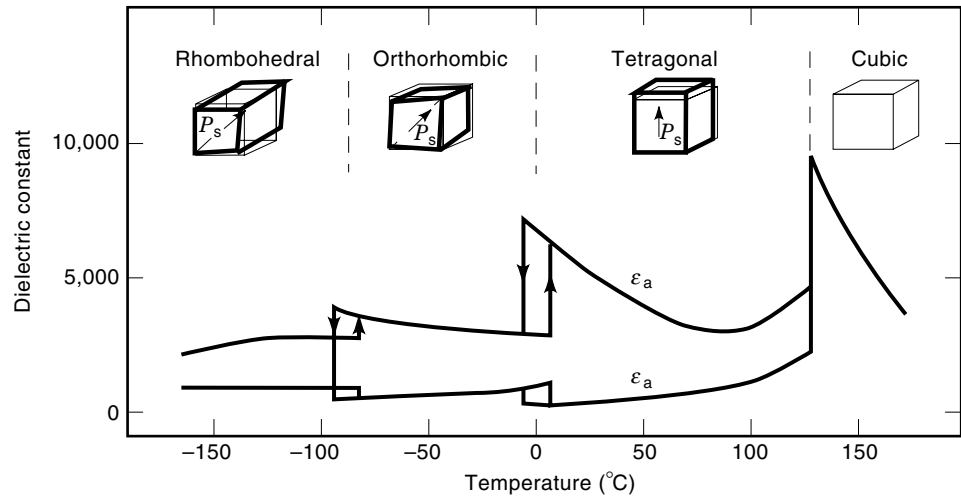 Rhombohedral Orthorhombic Tetragonal Cubic
P_s P_s P_s
10,000
Dielectric constant
5,000
ε_a
ε_a
0
–150 –100 –50 0 50 100 150
Temperature (°C)